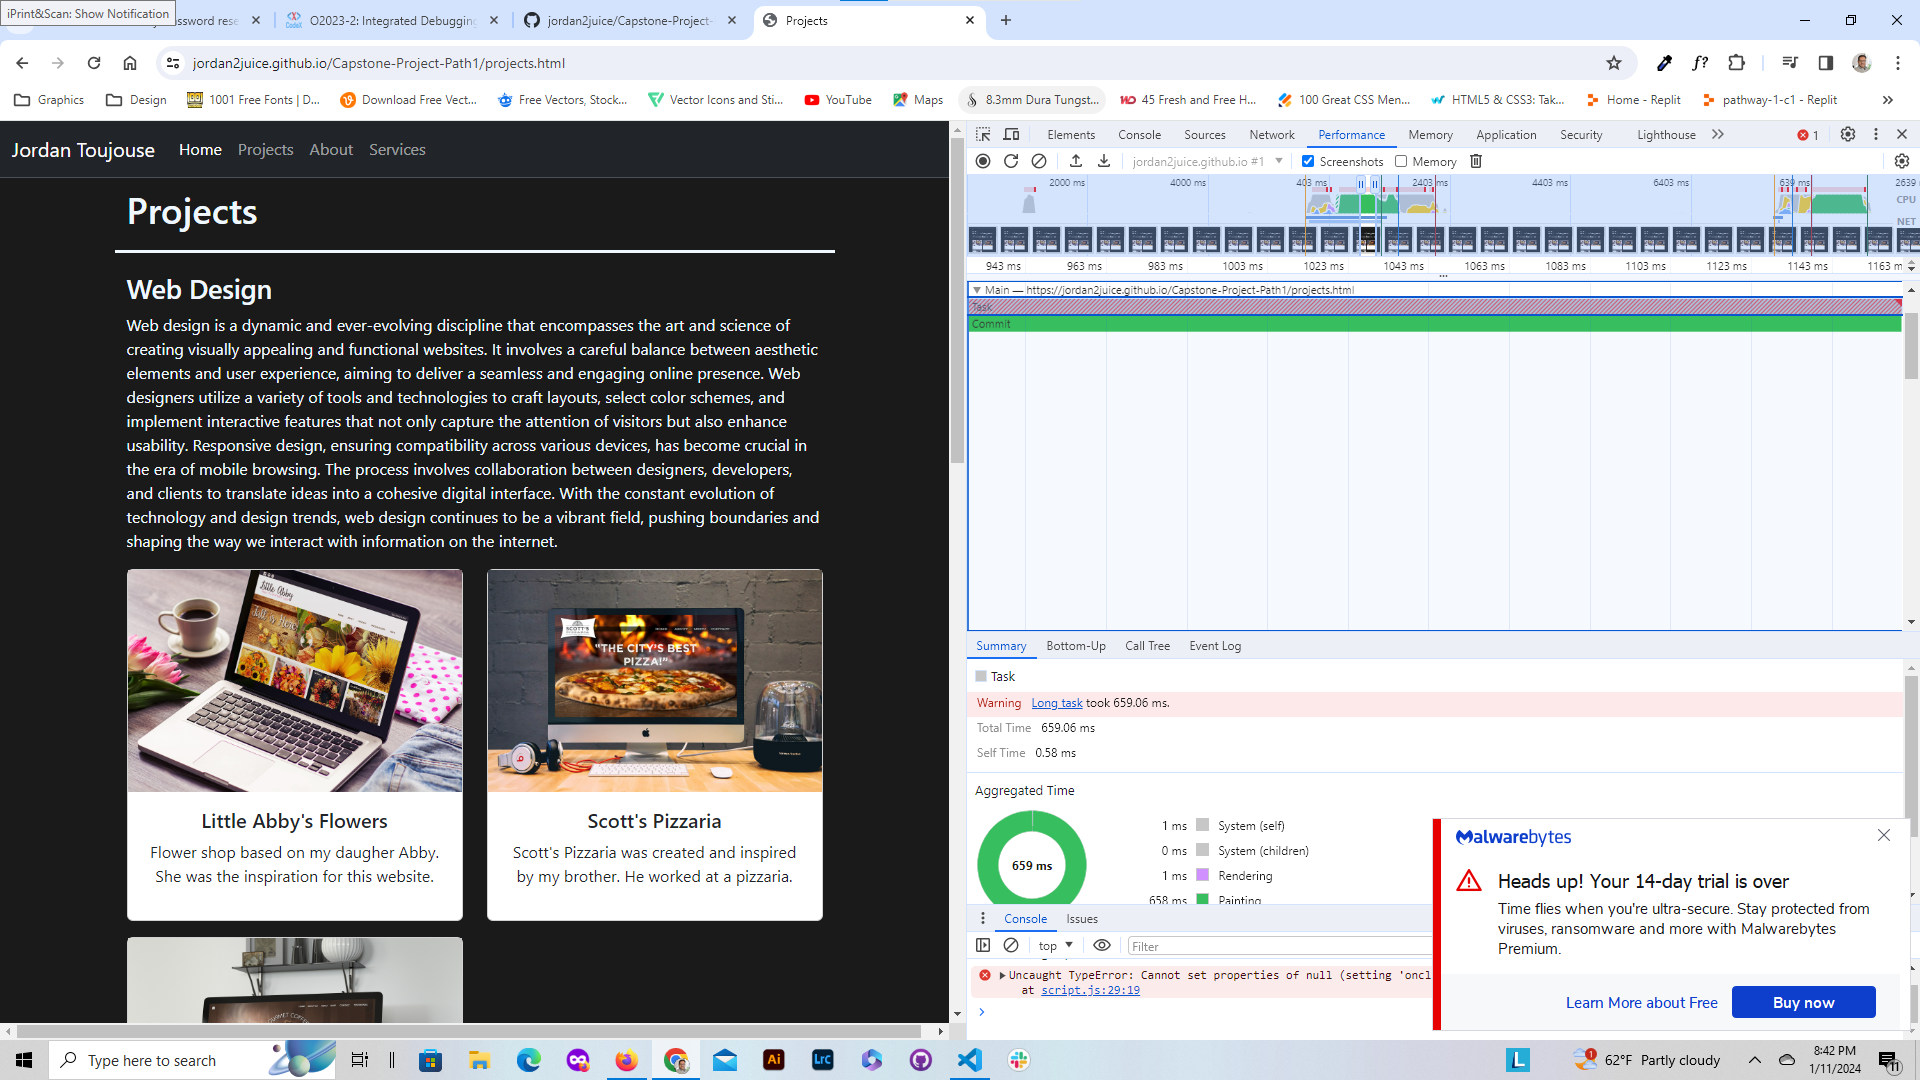 iPrint&Scan: Show Notification
assword rese
O2023-2: Integrated Debugging
jordan2juice/Capstone-Project-
Projects
jordan2juice.github.io/Capstone-Project-Path1/projects.html
f?
Graphics
Design
1001 Free Fonts | D...
Download Free Vect...
Free Vectors, Stock...
Vector Icons and Sti...
YouTube
Maps
8.3mm Dura Tungst...
45 Fresh and Free H...
100 Great CSS Men...
HTML5 & CSS3: Tak...
Home - Replit
pathway-1-c1 - Replit
Jordan Toujouse Home Projects About Services
Projects
Web Design
Web design is a dynamic and ever-evolving discipline that encompasses the art and science of
creating visually appealing and functional websites. It involves a careful balance between aesthetic
elements and user experience, aiming to deliver a seamless and engaging online presence. Web
designers utilize a variety of tools and technologies to craft layouts, select color schemes, and
implement interactive features that not only capture the attention of visitors but also enhance
usability. Responsive design, ensuring compatibility across various devices, has become crucial in
the era of mobile browsing. The process involves collaboration between designers, developers,
and clients to translate ideas into a cohesive digital interface. With the constant evolution of
technology and design trends, web design continues to be a vibrant field, pushing boundaries and
shaping the way we interact with information on the internet.
Little Abby
SCOTT'S
"THE CITY'S BEST
PIZZA!"
Little Abby's Flowers
Flower shop based on my daugher Abby.
She was the inspiration for this website.
Scott's Pizzaria
Scott's Pizzaria was created and inspired
by my brother. He worked at a pizzaria.
Elements Console Sources Network Performance Memory Application Security Lighthouse
1
jordan2juice.github.io #1
Screenshots
Memory
2000 ms 4000 ms 403 ms 2403 ms 4403 ms 6403 ms 639 ms 2639
CPU
NET
943 ms 963 ms 983 ms 1003 ms 1023 ms 1043 ms 1063 ms 1083 ms 1103 ms 1123 ms 1143 ms 1163 m
Main — https://jordan2juice.github.io/Capstone-Project-Path1/projects.html
Task
Commit
Summary Bottom-Up Call Tree Event Log
Task
Warning Long task took 659.06 ms.
Total Time 659.06 ms
Self Time 0.58 ms
Aggregated Time
659 ms
1 ms System (self)
0 ms System (children)
1 ms Rendering
658 ms Painting
Console Issues
top
Filter
Uncaught TypeError: Cannot set properties of null (setting 'oncl
at script.js:29:19
Malwarebytes
Heads up! Your 14-day trial is over
Time flies when you're ultra-secure. Stay protected from
viruses, ransomware and more with Malwarebytes
Premium.
Learn More about Free
Buy now
Type here to search
Ai
Lrc
L
1
62°F Partly cloudy
8:42 PM
1/11/2024
11